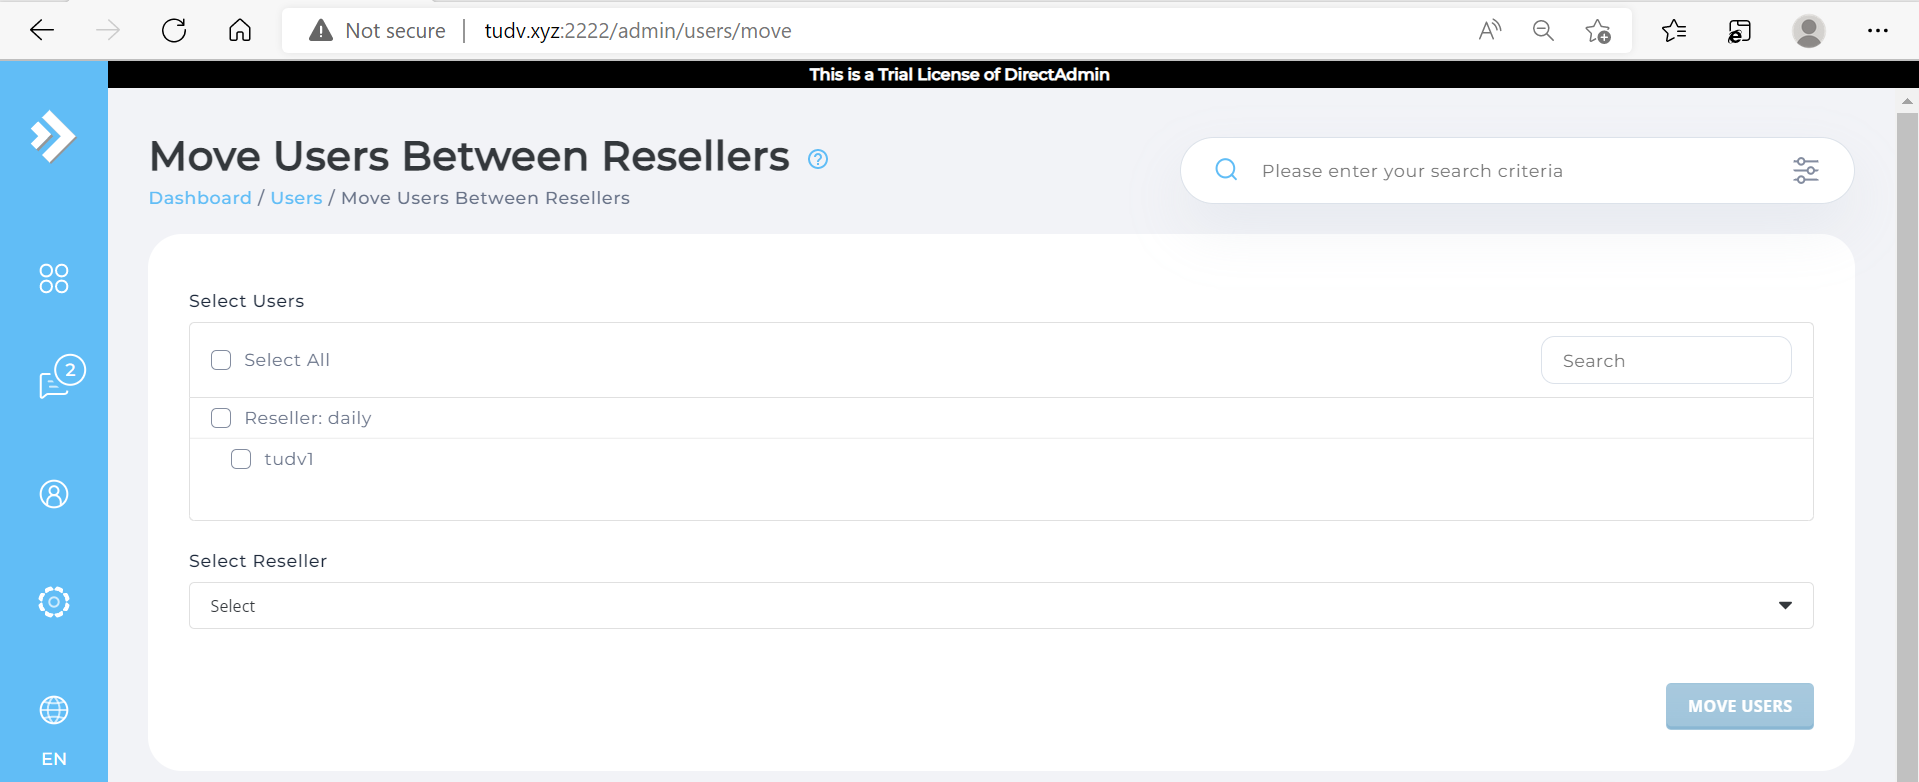 Not secure | tudv.xyz:2222/admin/users/move
This is a Trial License of DirectAdmin
Move Users Between Resellers ?
Dashboard / Users / Move Users Between Resellers
Please enter your search criteria
2
EN
Select Users
Select All
Search
Reseller: daily
tudv1
Select Reseller
Select
MOVE USERS